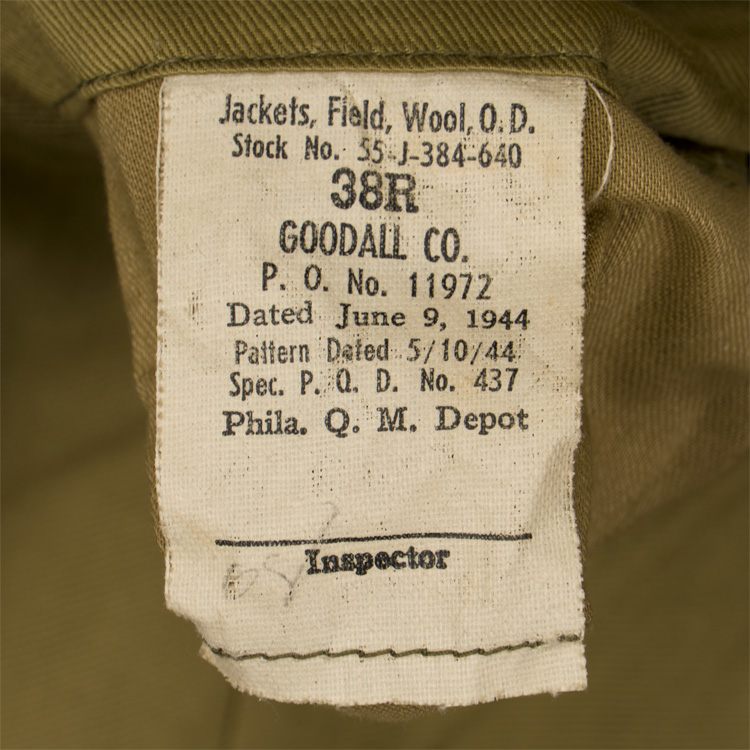 Jackets, Field, Wool, O.D.
Stock No. 55-J-384-640
38R
GOODALL CO.
P. O. No. 11972
Dated June 9, 1944
Pattern Dated 5/10/44
Spec. P. Q. D. No. 437
Phila. Q. M. Depot
Inspector